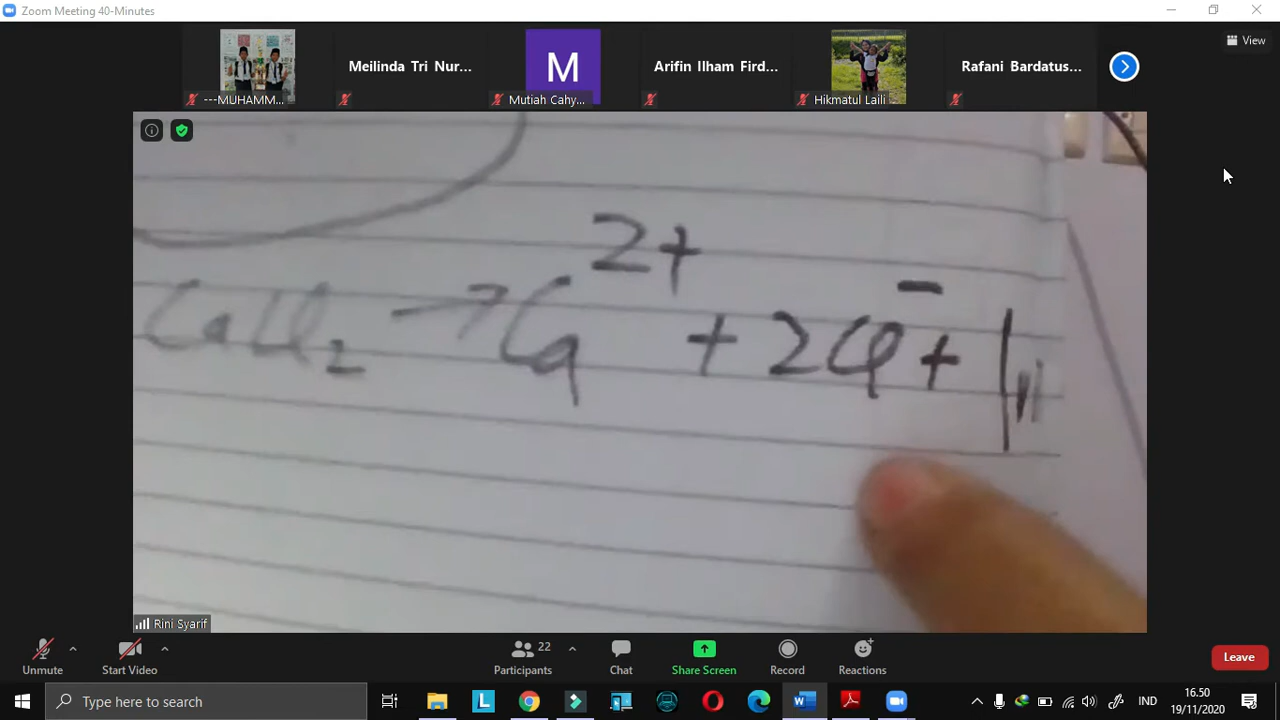 Zoom Meeting 40-Minutes
View
---MUHAMM...
Meilinda Tri Nur...
M
Mutiah Cahy...
Arifin Ilham Fird...
Hikmatul Laili
Rafani Bardatus...
2+ -
CaCl2 → Ca + 2Cl +
Rini Syarif
Unmute
Start Video
Participants
22
Chat
Share Screen
Record
Reactions
Leave
Type here to search
L
W
IND
16.50
19/11/2020